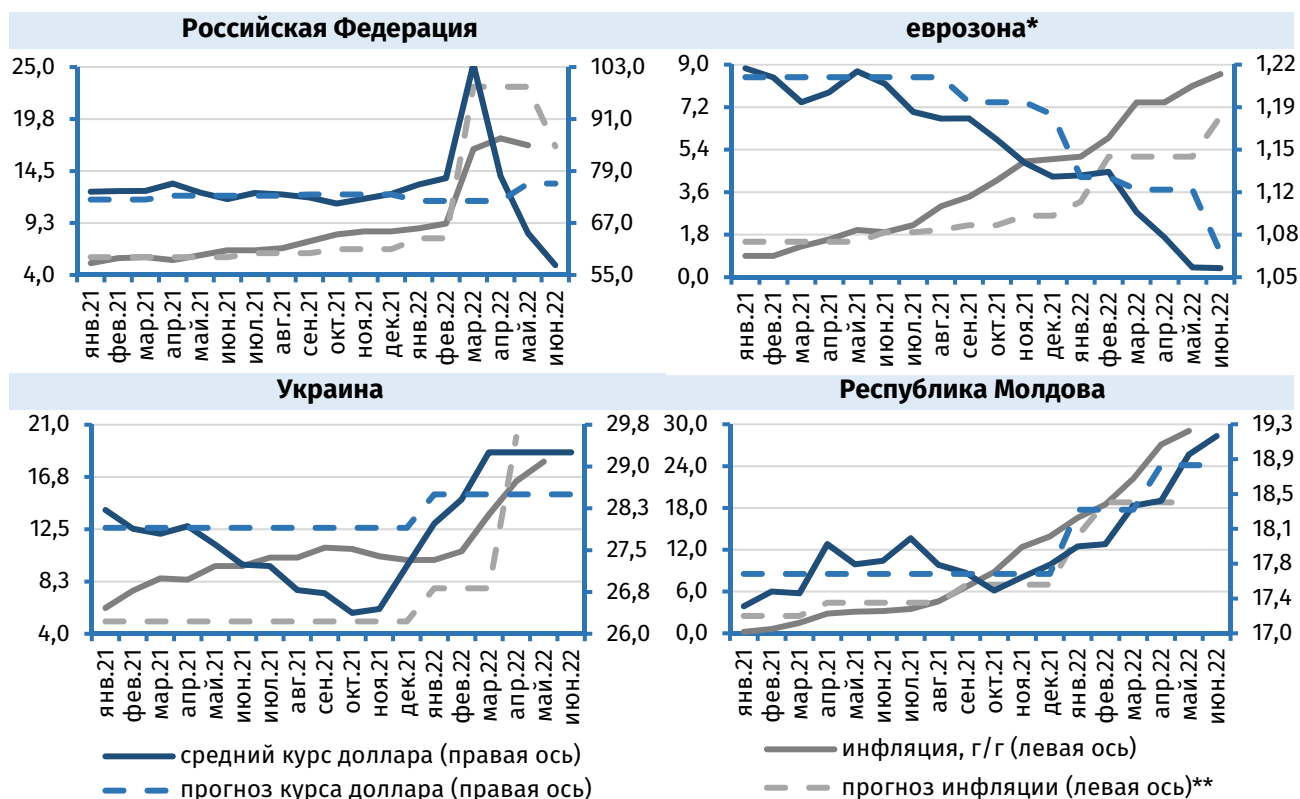 Российская Федерация
25,0
19,8
14,5
9,3
4,0
103,0
91,0
79,0
67,0
55,0
янв.21
фев.21
мар.21
апр.21
май.21
июн.21
июл.21
авг.21
сен.21
окт.21
ноя.21
дек.21
янв.22
фев.22
мар.22
апр.22
май.22
июн.22
еврозона*
9,0
7,2
5,4
3,6
1,8
0,0
1,22
1,19
1,15
1,12
1,08
1,05
янв.21
фев.21
мар.21
апр.21
май.21
июн.21
июл.21
авг.21
сен.21
окт.21
ноя.21
дек.21
янв.22
фев.22
мар.22
апр.22
май.22
июн.22
Украина
21,0
16,8
12,5
8,3
4,0
29,8
29,0
28,3
27,5
26,8
26,0
янв.21
фев.21
мар.21
апр.21
май.21
июн.21
июл.21
авг.21
сен.21
окт.21
ноя.21
дек.21
янв.22
фев.22
мар.22
апр.22
май.22
июн.22
Республика Молдова
30,0
24,0
18,0
12,0
6,0
0,0
19,3
18,9
18,5
18,1
17,8
17,4
17,0
янв.21
фев.21
мар.21
апр.21
май.21
июн.21
июл.21
авг.21
сен.21
окт.21
ноя.21
дек.21
янв.22
фев.22
мар.22
апр.22
май.22
июн.22
средний курс доллара (правая ось)
прогноз курса доллара (правая ось)
инфляция, г/г (левая ось)
прогноз инфляции (левая ось)**